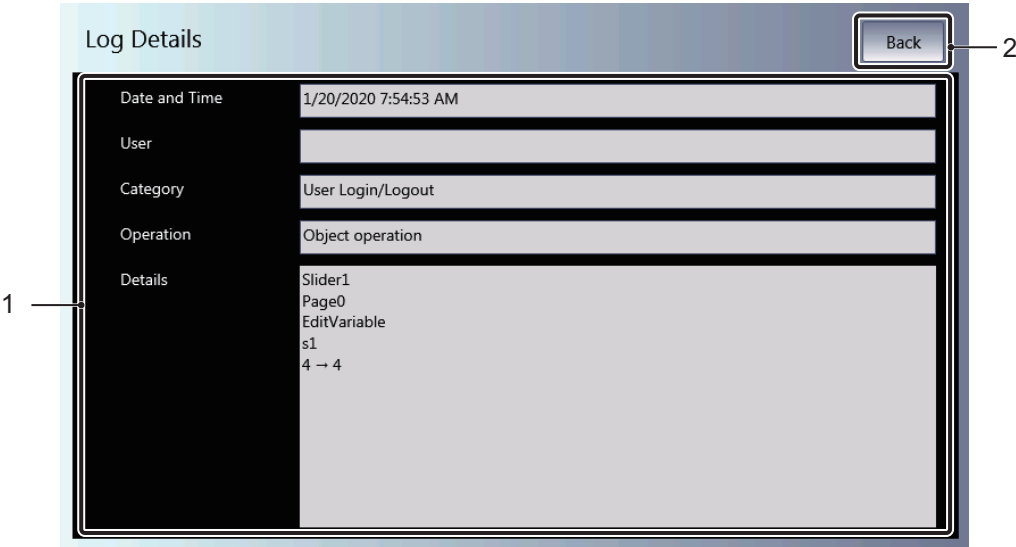 Log Details
Back
2
Date and Time
1/20/2020 7:54:53 AM
User
Category
User Login/Logout
Operation
Object operation
Details
Slider1
Page0
EditVariable
s1
4 → 4
1